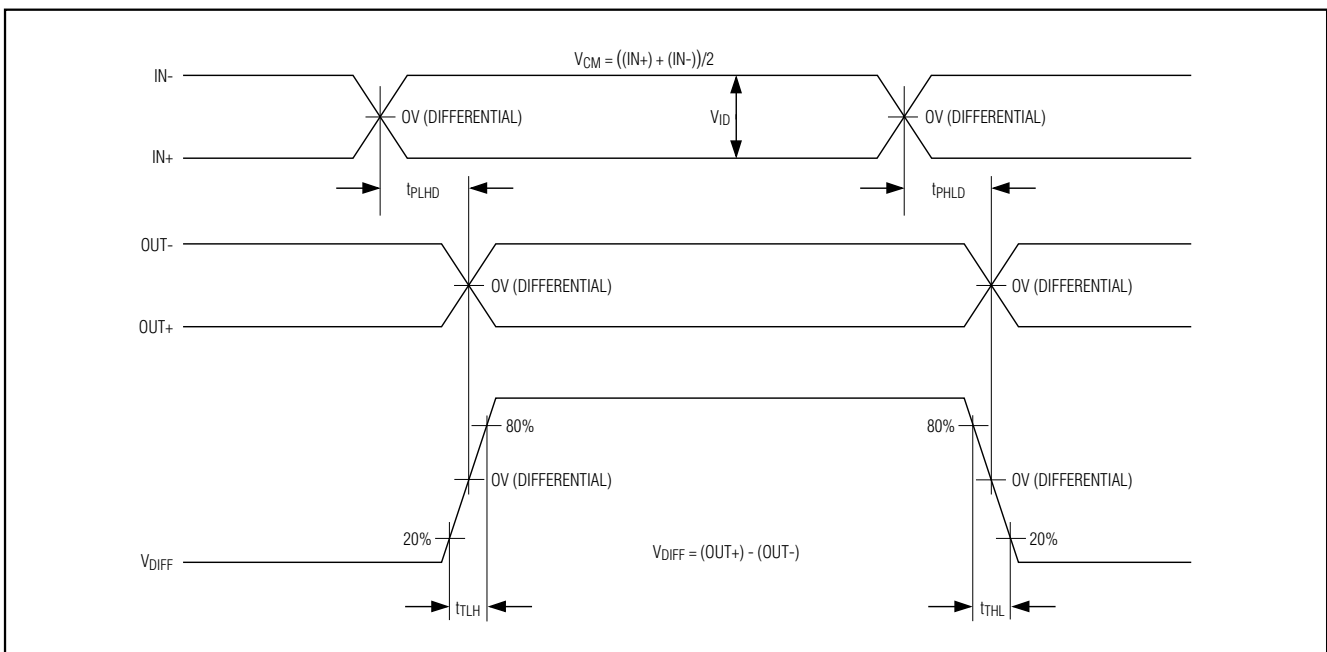 V_CM = ((IN+) + (IN-))/2
IN-
0V (DIFFERENTIAL)
V_ID
0V (DIFFERENTIAL)
IN+
t_PLHD
t_PHLD
OUT-
0V (DIFFERENTIAL)
0V (DIFFERENTIAL)
OUT+
80%
80%
0V (DIFFERENTIAL)
0V (DIFFERENTIAL)
20%
20%
V_DIFF = (OUT+) - (OUT-)
V_DIFF
t_TLH
t_THL